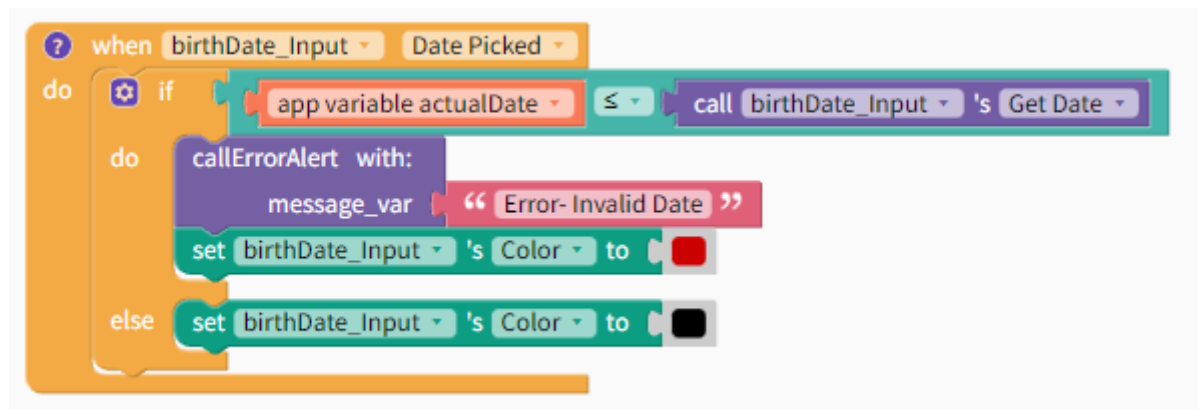 ? when birthDate_Input Date Picked
do if app variable actualDate ≤ call birthDate_Input 's Get Date
do callErrorAlert with:
message_var “ Error- Invalid Date ”
set birthDate_Input 's Color to
else set birthDate_Input 's Color to